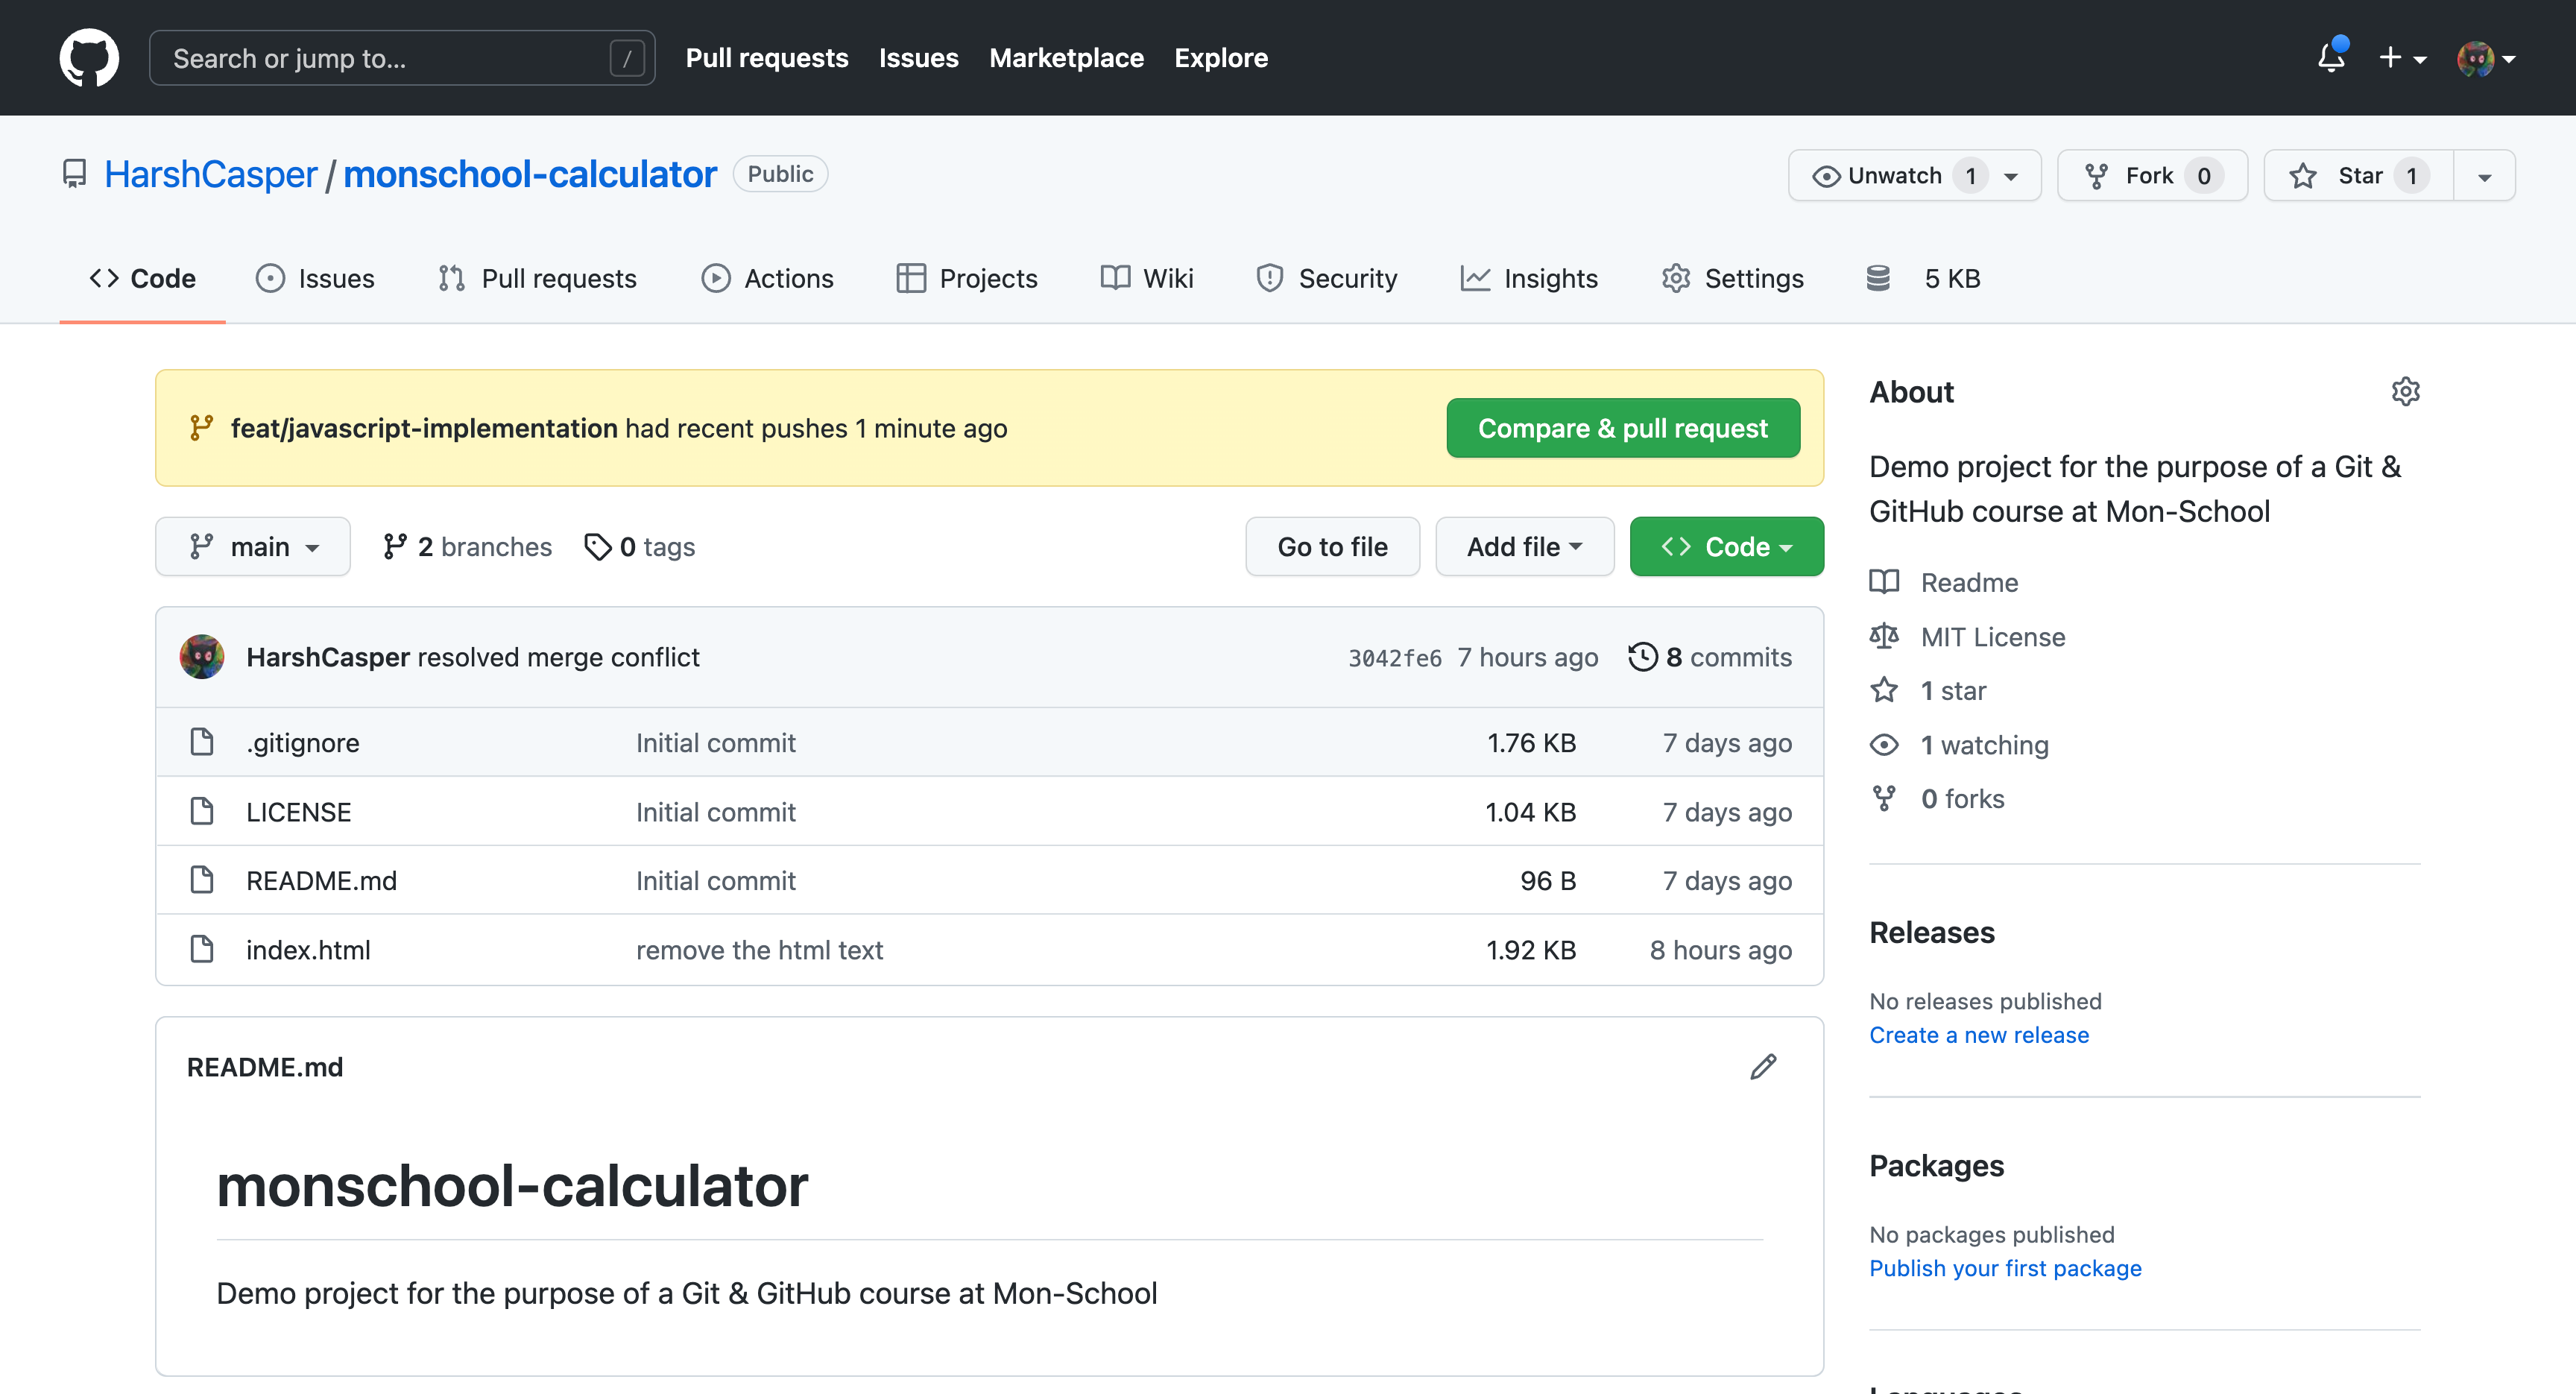 Search or jump to... /
Pull requests Issues Marketplace Explore
HarshCasper / monschool-calculator Public
Unwatch 1 Fork 0 Star 1
Code Issues Pull requests Actions Projects Wiki Security Insights Settings 5 KB
feat/javascript-implementation had recent pushes 1 minute ago Compare & pull request
main 2 branches 0 tags Go to file Add file Code
HarshCasper resolved merge conflict 3042fe6 7 hours ago 8 commits
.gitignore Initial commit 1.76 KB 7 days ago
LICENSE Initial commit 1.04 KB 7 days ago
README.md Initial commit 96 B 7 days ago
index.html remove the html text 1.92 KB 8 hours ago
README.md
monschool-calculator
Demo project for the purpose of a Git & GitHub course at Mon-School
About
Demo project for the purpose of a Git &
GitHub course at Mon-School
Readme
MIT License
1 star
1 watching
0 forks
Releases
No releases published
Create a new release
Packages
No packages published
Publish your first package